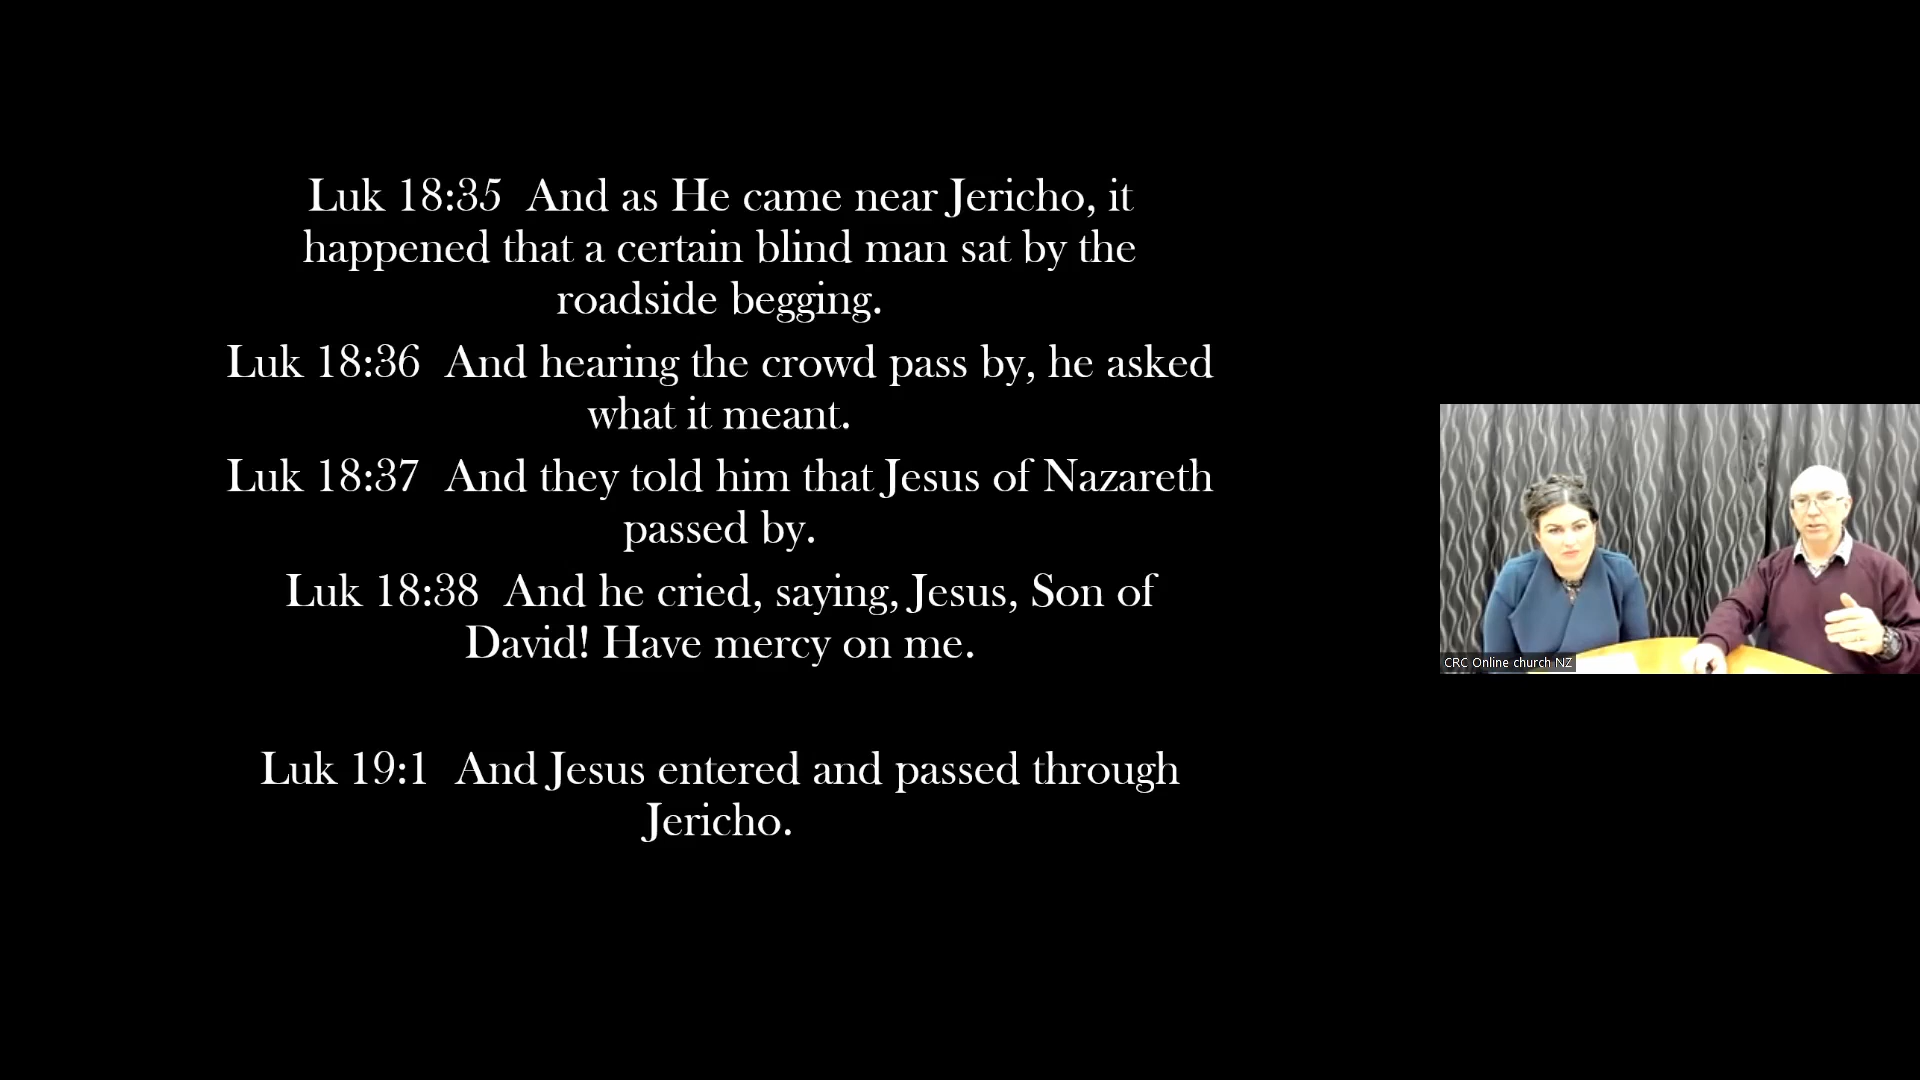 Luk 18:35  And as He came near Jericho, it
happened that a certain blind man sat by the
roadside begging.
Luk 18:36  And hearing the crowd pass by, he asked
what it meant.
Luk 18:37  And they told him that Jesus of Nazareth
passed by.
Luk 18:38  And he cried, saying, Jesus, Son of
David! Have mercy on me.
Luk 19:1  And Jesus entered and passed through
Jericho.
CRC Online church NZ